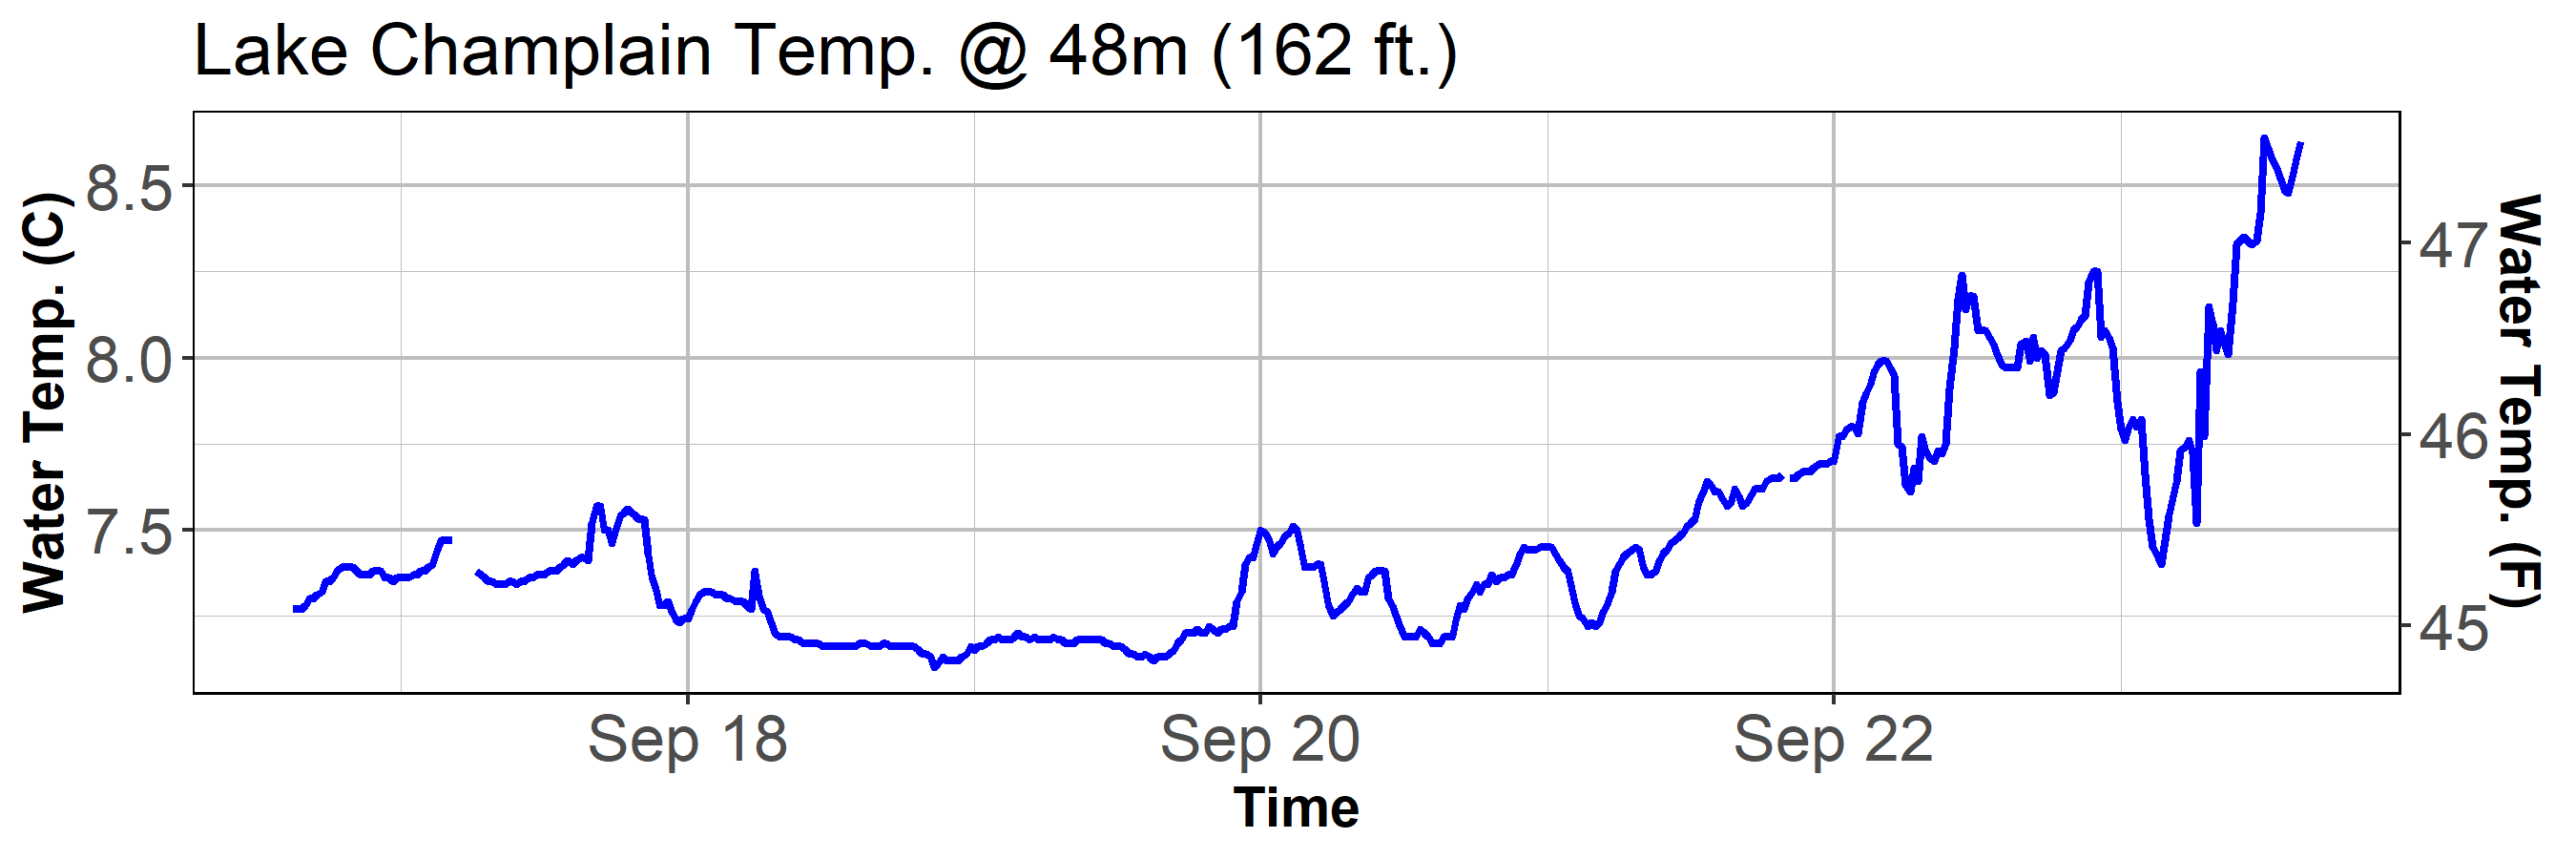 Lake Champlain Temp. @ 48m (162 ft.)
Water Temp. (C)
8.5
8.0
7.5
47
46
45
Water Temp. (F)
Sep 18
Sep 20
Sep 22
Time